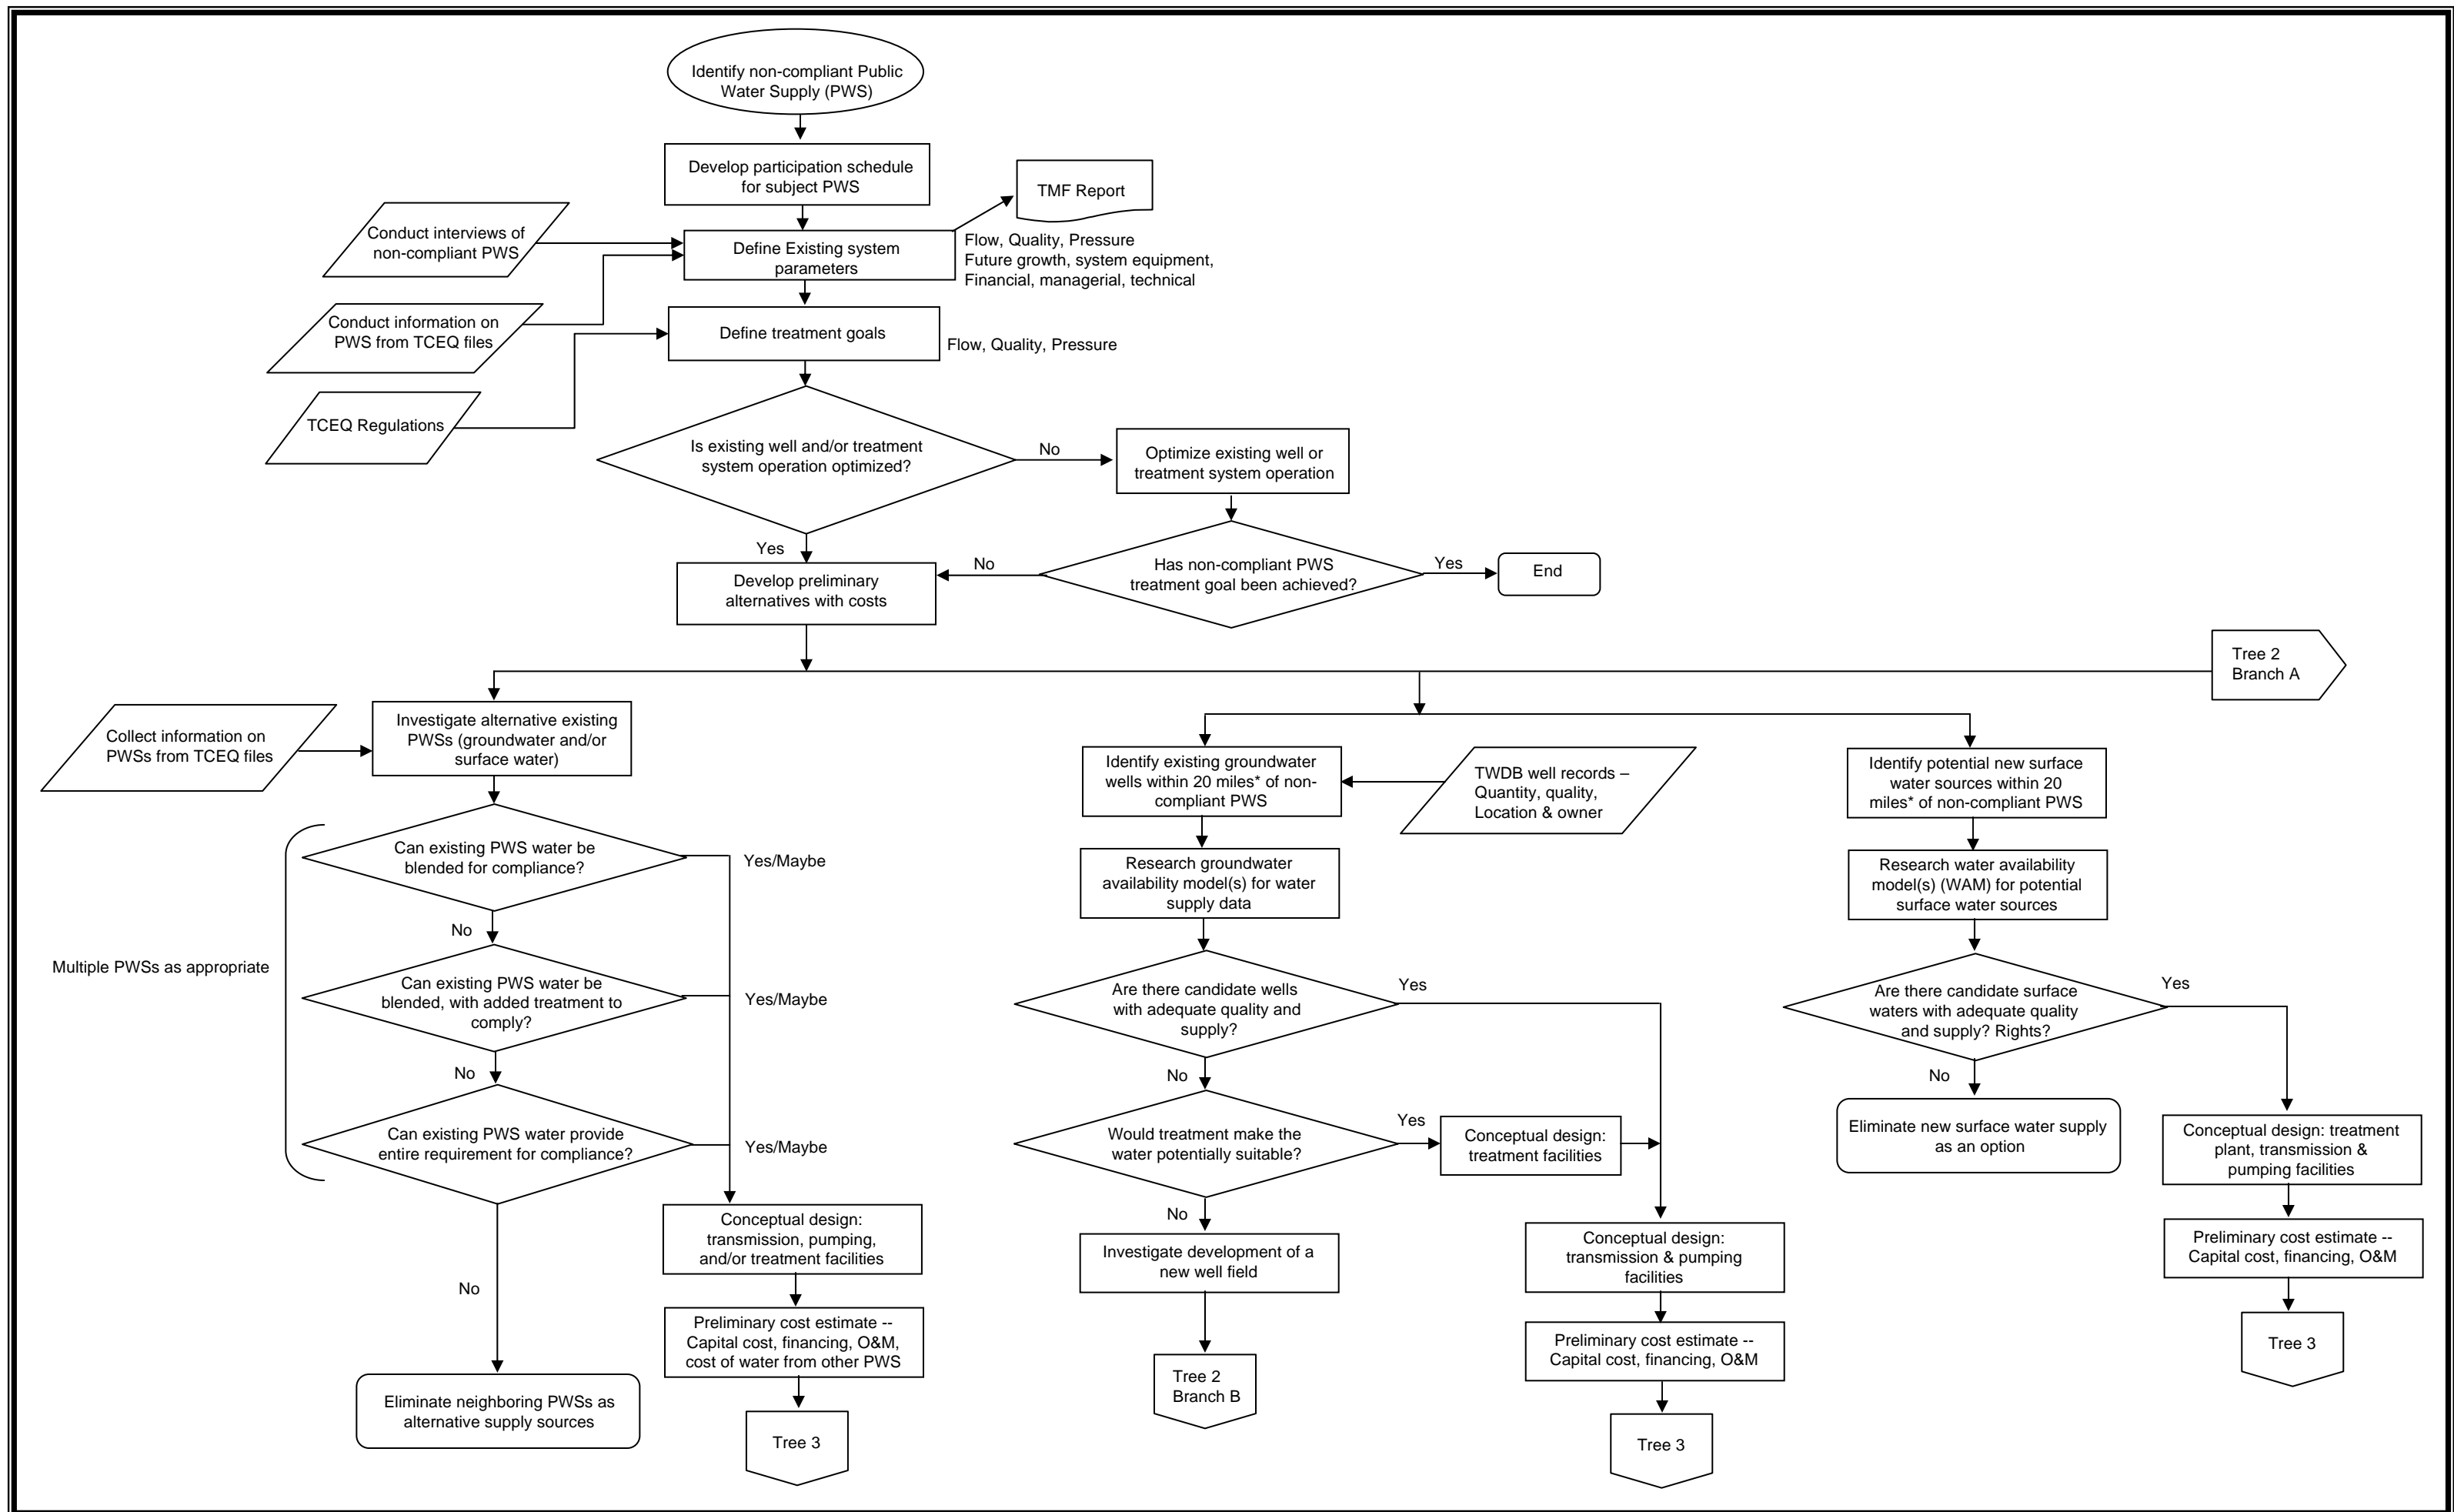 Identify non-compliant Public
Water Supply (PWS)
Develop participation schedule
for subject PWS
TMF Report
Conduct interviews of
non-compliant PWS
Define Existing system
parameters
Flow, Quality, Pressure
Future growth, system equipment,
Financial, managerial, technical
Conduct information on
PWS from TCEQ files
Define treatment goals
Flow, Quality, Pressure
TCEQ Regulations
Is existing well and/or treatment
system operation optimized?
No
Optimize existing well or
treatment system operation
Yes
Develop preliminary
alternatives with costs
No
Has non-compliant PWS
treatment goal been achieved?
Yes
End
Tree 2
Branch A
Collect information on
PWSs from TCEQ files
Investigate alternative existing
PWSs (groundwater and/or
surface water)
Multiple PWSs as appropriate
Can existing PWS water be
blended for compliance?
Yes/Maybe
No
Can existing PWS water be
blended, with added treatment to
comply?
Yes/Maybe
No
Can existing PWS water provide
entire requirement for compliance?
Yes/Maybe
No
Eliminate neighboring PWSs as
alternative supply sources
Conceptual design:
transmission, pumping,
and/or treatment facilities
Preliminary cost estimate --
Capital cost, financing, O&M,
cost of water from other PWS
Tree 3
Identify existing groundwater
wells within 20 miles* of non-
compliant PWS
TWDB well records –
Quantity, quality,
Location & owner
Research groundwater
availability model(s) for water
supply data
Are there candidate wells
with adequate quality and
supply?
Yes
No
Would treatment make the
water potentially suitable?
Yes
Conceptual design:
treatment facilities
No
Investigate development of a
new well field
Tree 2
Branch B
Conceptual design:
transmission & pumping
facilities
Preliminary cost estimate --
Capital cost, financing, O&M
Tree 3
Identify potential new surface
water sources within 20
miles* of non-compliant PWS
Research water availability
model(s) (WAM) for potential
surface water sources
Are there candidate surface
waters with adequate quality
and supply? Rights?
Yes
No
Eliminate new surface water supply
as an option
Conceptual design: treatment
plant, transmission &
pumping facilities
Preliminary cost estimate --
Capital cost, financing, O&M
Tree 3